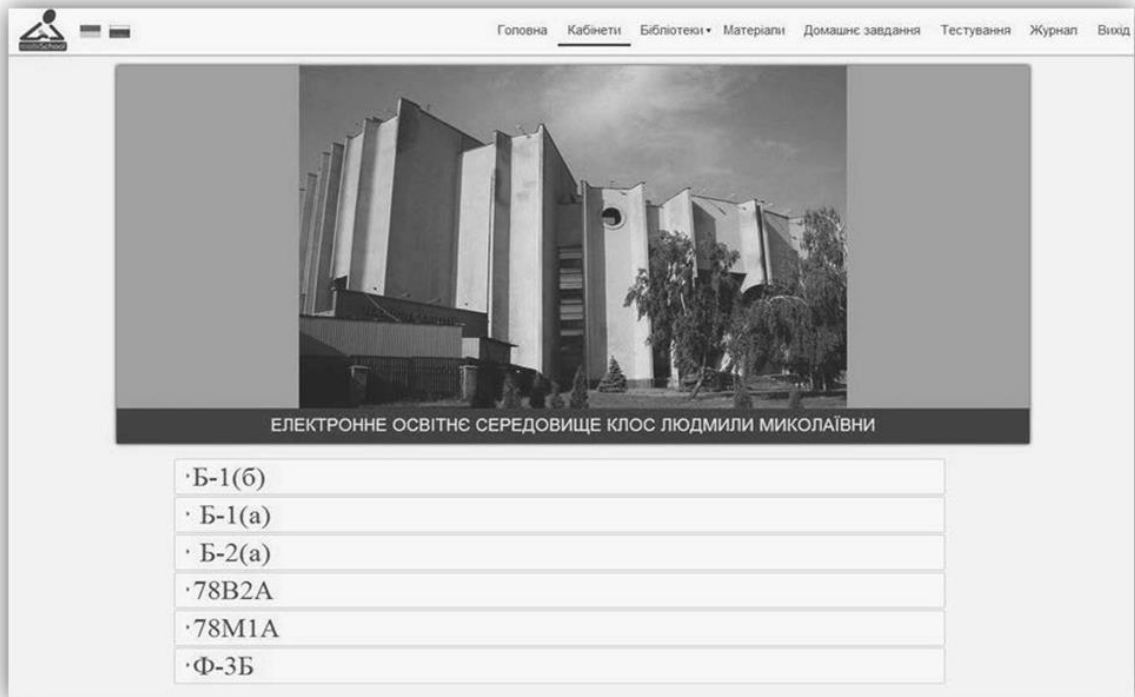 Головна Кабінети Бібліотеки▾ Матеріали Домашнє завдання Тестування Журнал Вихід
ЕЛЕКТРОННЕ ОСВІТНЄ СЕРЕДОВИЩЕ КЛОС ЛЮДМИЛИ МИКОЛАЇВНИ
·Б-1(б)
· Б-1(а)
· Б-2(а)
·78В2А
·78М1А
·Ф-3Б